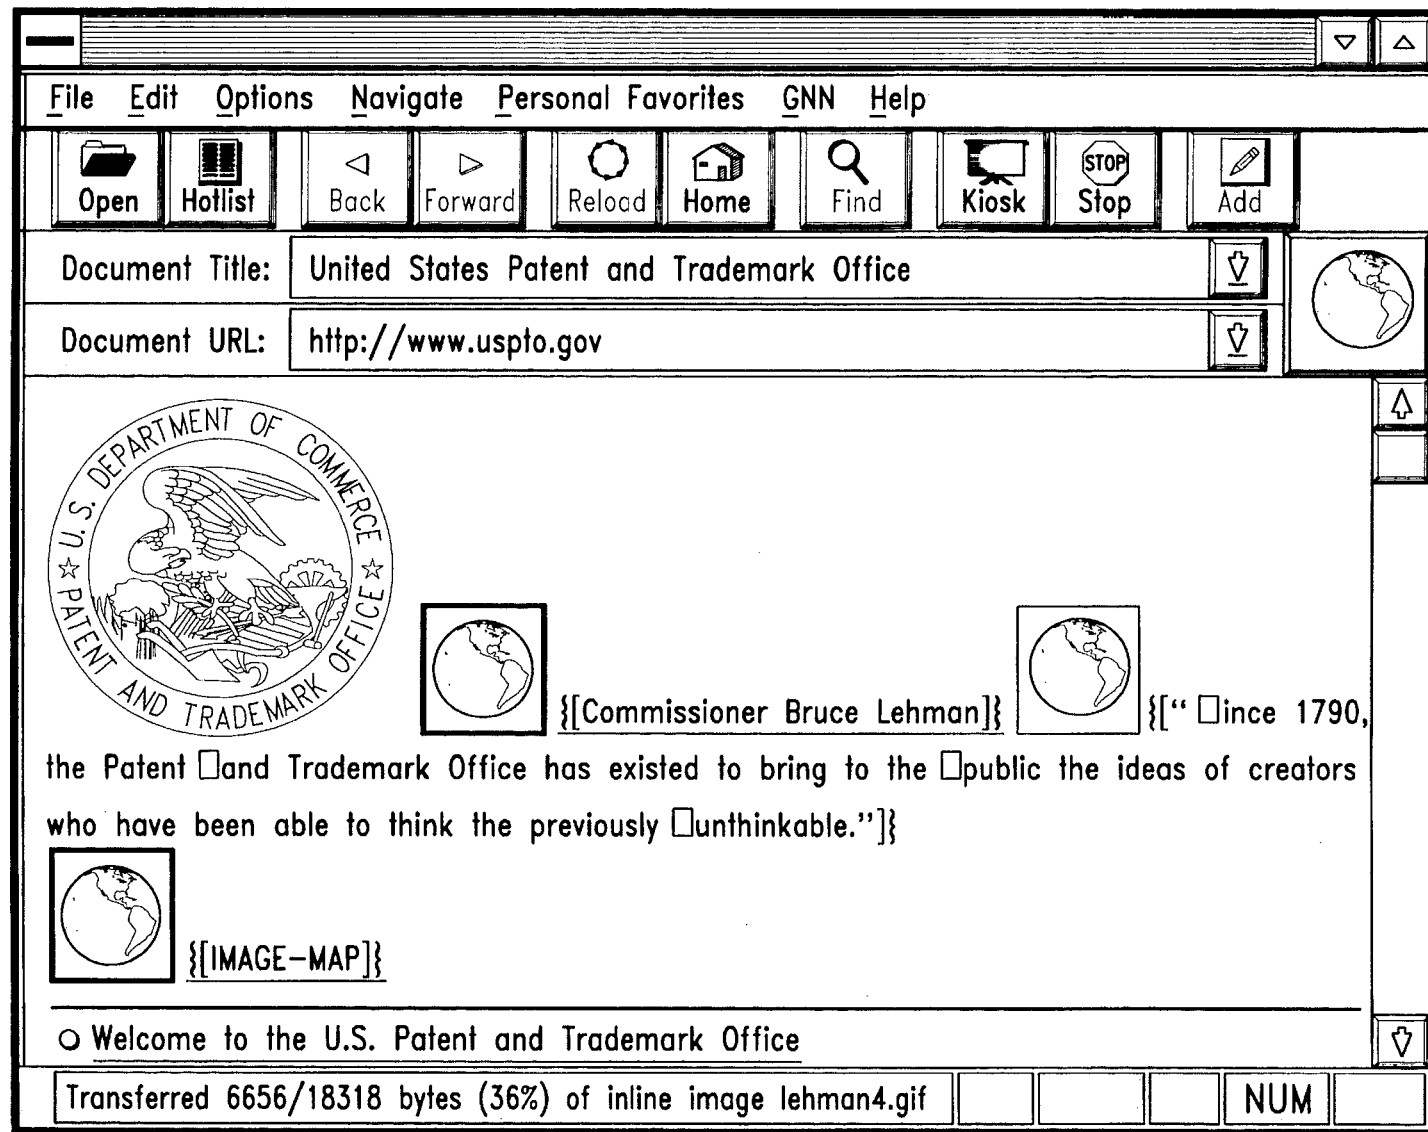 File Edit Options Navigate Personal Favorites GNN Help
Open Hotlist Back Forward Reload Home Find Kiosk STOP Stop Add
Document Title: United States Patent and Trademark Office
Document URL: http://www.uspto.gov
U.S. DEPARTMENT OF COMMERCE
☆ PATENT AND TRADEMARK OFFICE ☆
{[Commissioner Bruce Lehman]} {[“ □ince 1790,
the Patent □and Trademark Office has existed to bring to the □public the ideas of creators
who have been able to think the previously □unthinkable.”]}
{[IMAGE-MAP]}
Welcome to the U.S. Patent and Trademark Office
Transferred 6656/18318 bytes (36%) of inline image lehman4.gif NUM